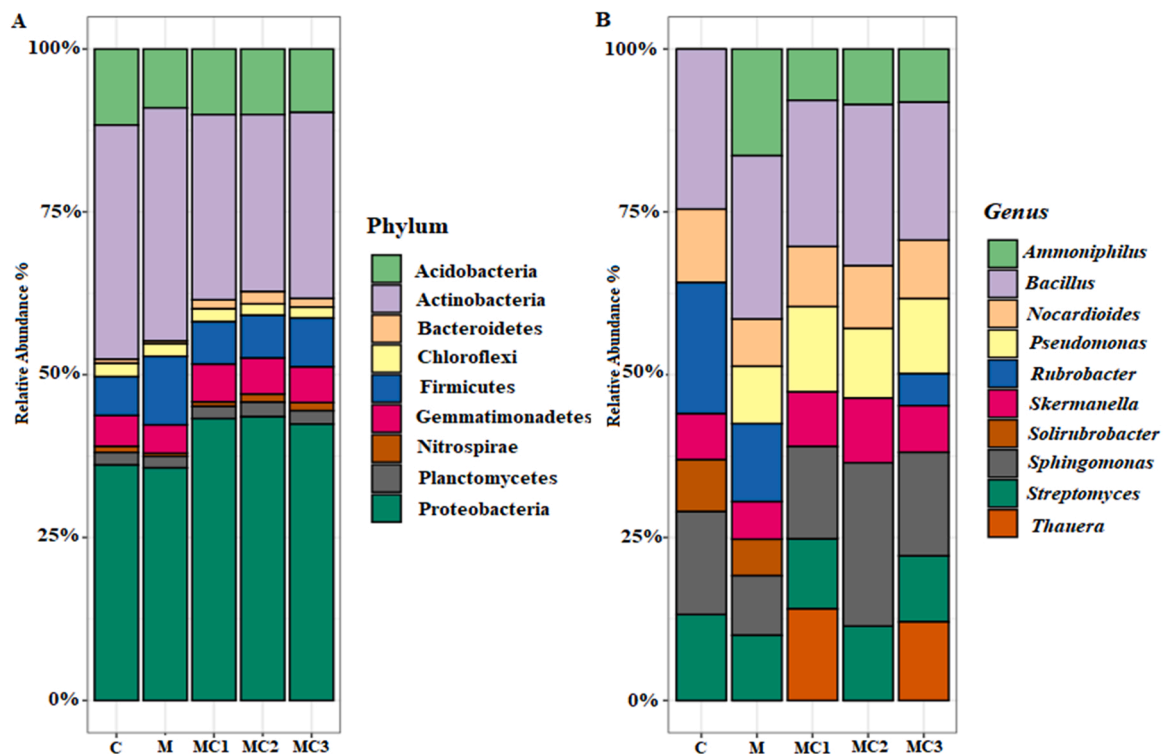 A
100%
75%
50%
25%
0%
Relative Abundance %
C M MC1 MC2 MC3
Phylum
Acidobacteria
Actinobacteria
Bacteroidetes
Chloroflexi
Firmicutes
Gemmatimonadetes
Nitrospirae
Planctomycetes
Proteobacteria
B
100%
75%
50%
25%
0%
Relative Abundance %
C M MC1 MC2 MC3
Genus
Ammoniphilus
Bacillus
Nocardioides
Pseudomonas
Rubrobacter
Skermanella
Solirubrobacter
Sphingomonas
Streptomyces
Thauera